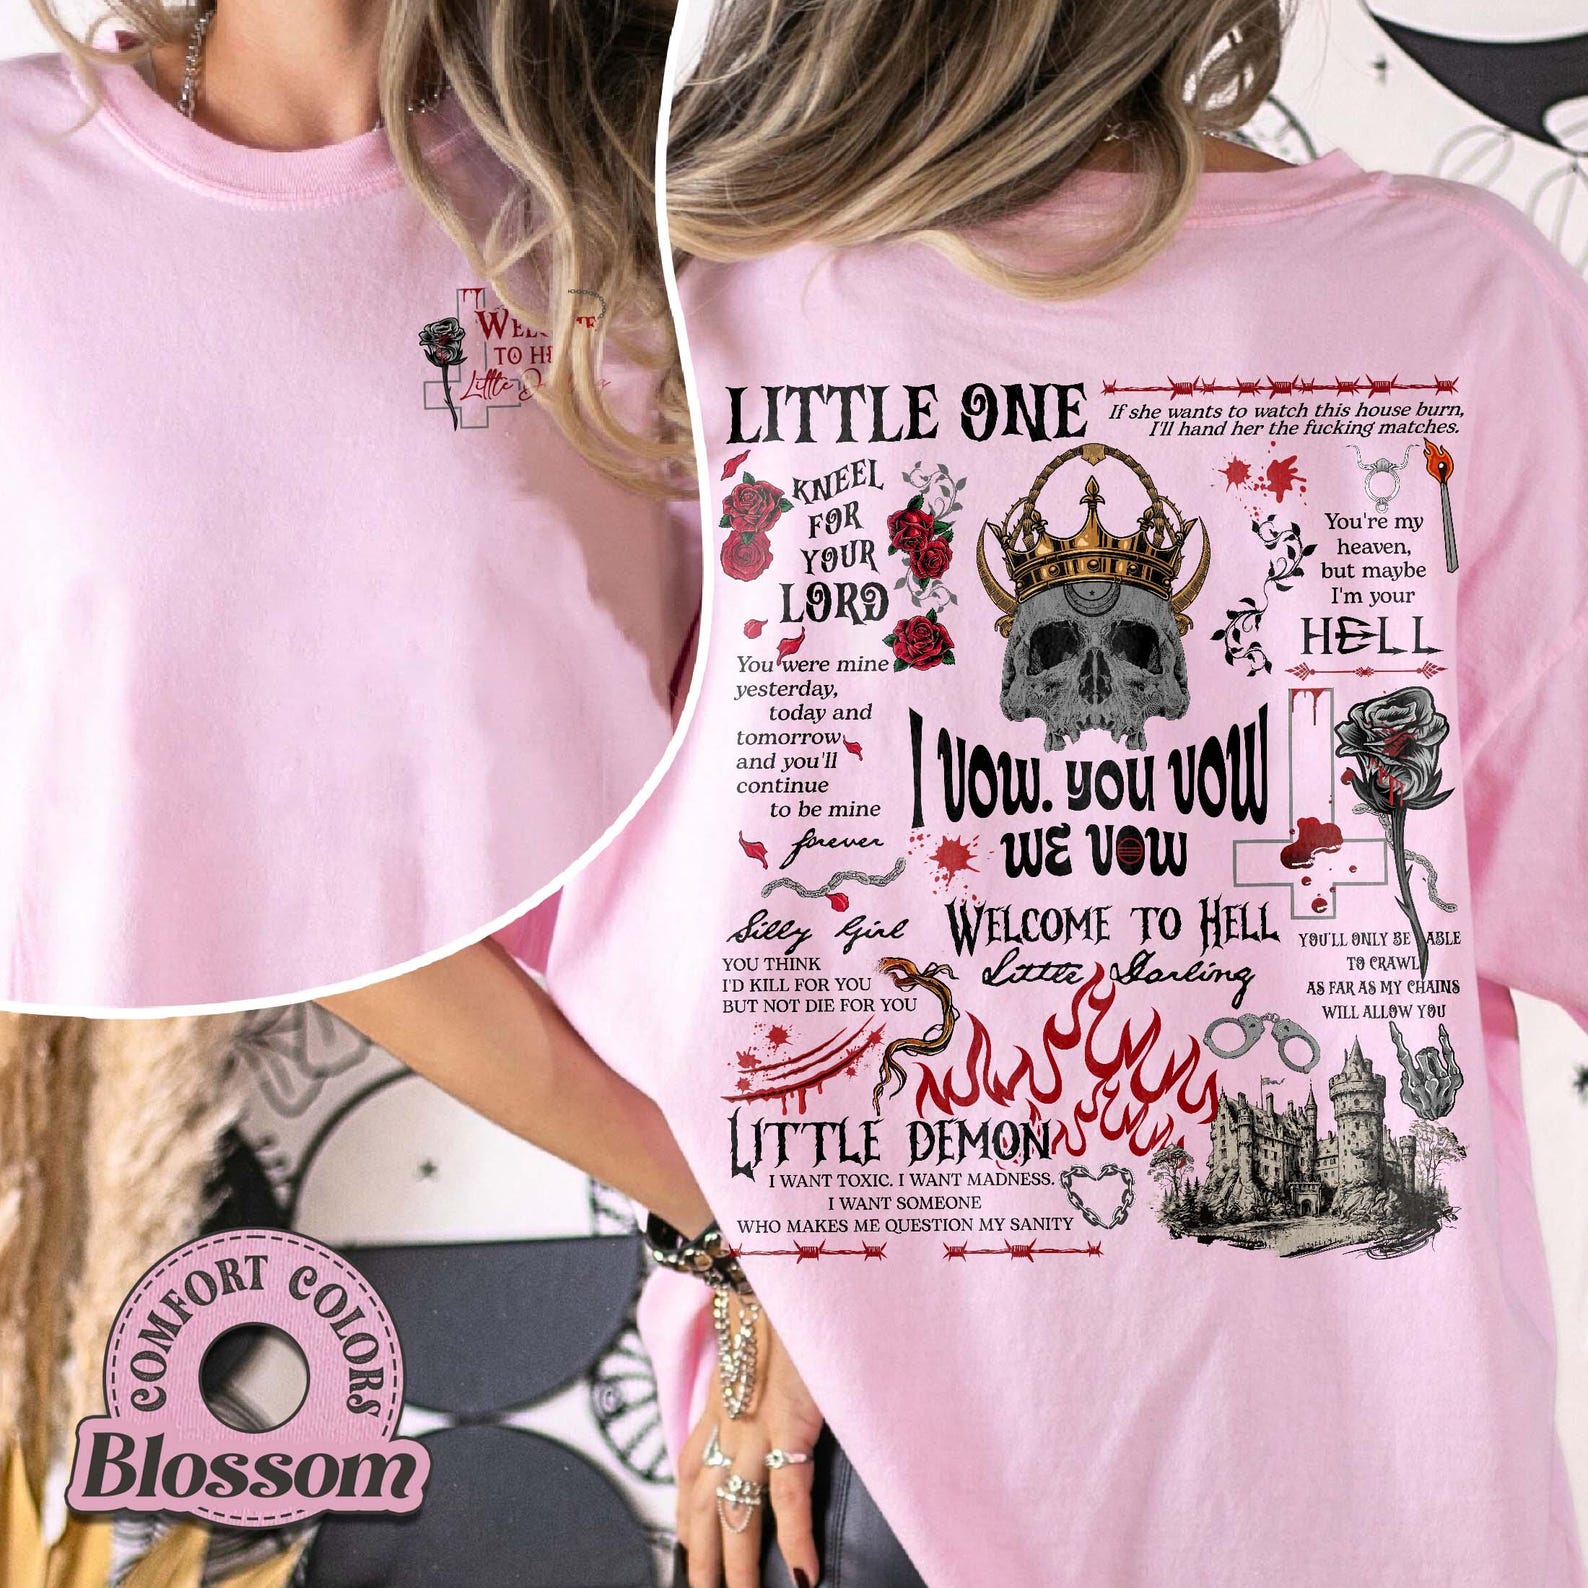 WELCOME
TO HE
Little
LITTLE ONE
If she wants to watch this house burn,
I'll hand her the fucking matches.
KNEEL
FOR
YOUR
LORD
You're my
heaven,
but maybe
I'm your
HELL
You were mine
yesterday,
today and
tomorrow
and you'll
continue
to be mine
forever
I VOW. YOU VOW
WE VOW
Silly Girl
YOU THINK
I'D KILL FOR YOU
BUT NOT DIE FOR YOU
WELCOME TO HELL
Little Darling
YOU'LL ONLY BE ABLE
TO CRAWL
AS FAR AS MY CHAINS
WILL ALLOW YOU
LITTLE DEMON
I WANT TOXIC. I WANT MADNESS.
I WANT SOMEONE
WHO MAKES ME QUESTION MY SANITY
COMFORT COLORS
Blossom